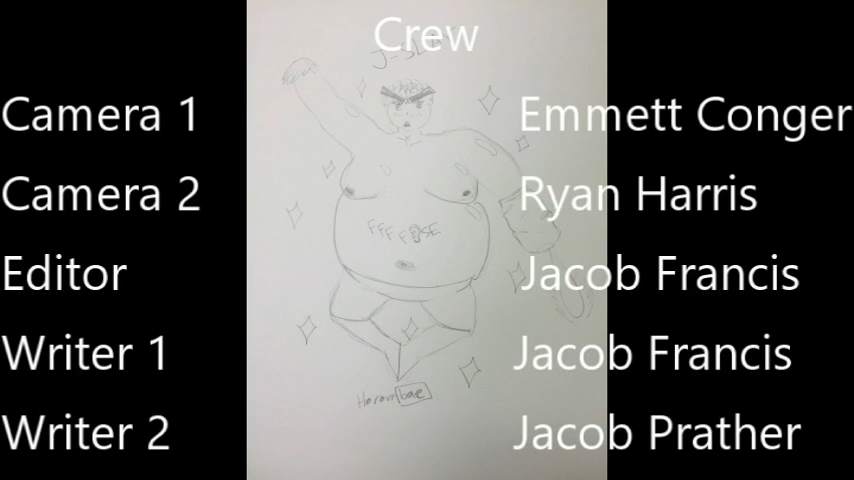 Crew
Camera 1 Emmett Conger
Camera 2 Ryan Harris
Editor Jacob Francis
Writer 1 Jacob Francis
Writer 2 Jacob Prather
bae